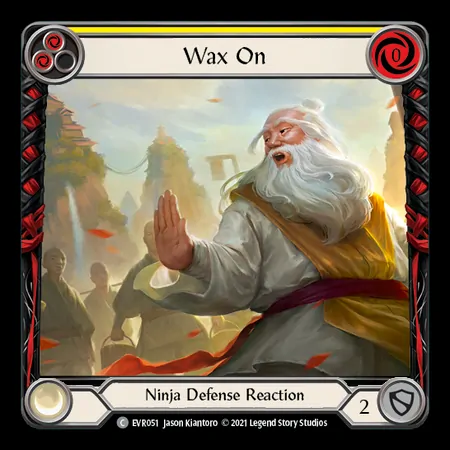 Wax On
0
Ninja Defense Reaction
2
C EVR051 Jason Kiantoro © 2021 Legend Story Studios